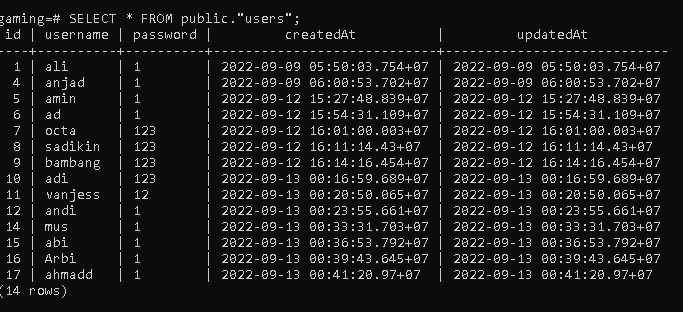 gaming=# SELECT * FROM public."users";
id | username | password | createdAt | updatedAt
----+----------+----------+----------------------------+----------------------------
1 | ali | 1 | 2022-09-09 05:50:03.754+07 | 2022-09-09 05:50:03.754+07
4 | anjad | 1 | 2022-09-09 06:00:53.702+07 | 2022-09-09 06:00:53.702+07
5 | amin | 1 | 2022-09-12 15:27:48.839+07 | 2022-09-12 15:27:48.839+07
6 | ad | 1 | 2022-09-12 15:54:31.109+07 | 2022-09-12 15:54:31.109+07
7 | octa | 123 | 2022-09-12 16:01:00.003+07 | 2022-09-12 16:01:00.003+07
8 | sadikin | 123 | 2022-09-12 16:11:14.43+07 | 2022-09-12 16:11:14.43+07
9 | bambang | 123 | 2022-09-12 16:14:16.454+07 | 2022-09-12 16:14:16.454+07
10 | adi | 123 | 2022-09-13 00:16:59.689+07 | 2022-09-13 00:16:59.689+07
11 | vanjess | 12 | 2022-09-13 00:20:50.065+07 | 2022-09-13 00:20:50.065+07
12 | andi | 1 | 2022-09-13 00:23:55.661+07 | 2022-09-13 00:23:55.661+07
14 | mus | 1 | 2022-09-13 00:33:31.703+07 | 2022-09-13 00:33:31.703+07
15 | abi | 1 | 2022-09-13 00:36:53.792+07 | 2022-09-13 00:36:53.792+07
16 | Arbi | 1 | 2022-09-13 00:39:43.645+07 | 2022-09-13 00:39:43.645+07
17 | ahmadd | 1 | 2022-09-13 00:41:20.97+07 | 2022-09-13 00:41:20.97+07
(14 rows)